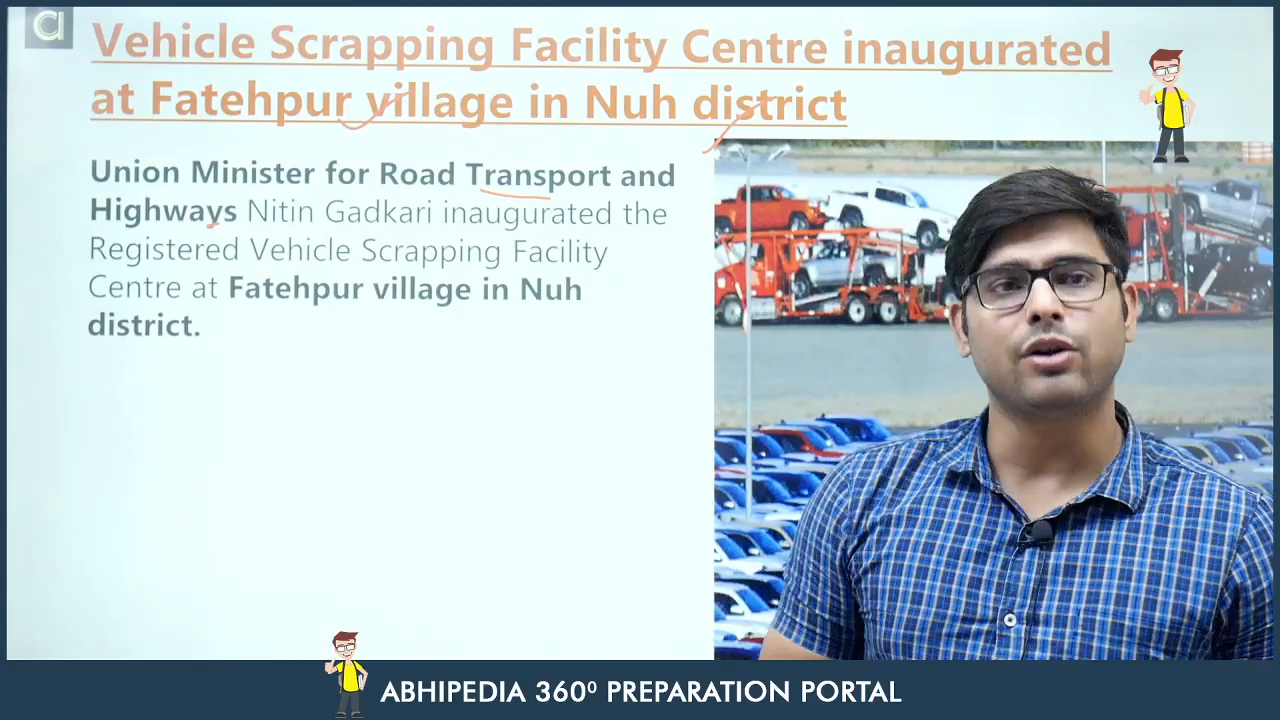 a
Vehicle Scrapping Facility Centre inaugurated
at Fatehpur village in Nuh district
Union Minister for Road Transport and
Highways Nitin Gadkari inaugurated the
Registered Vehicle Scrapping Facility
Centre at Fatehpur village in Nuh
district.
ABHIPEDIA 360⁰ PREPARATION PORTAL